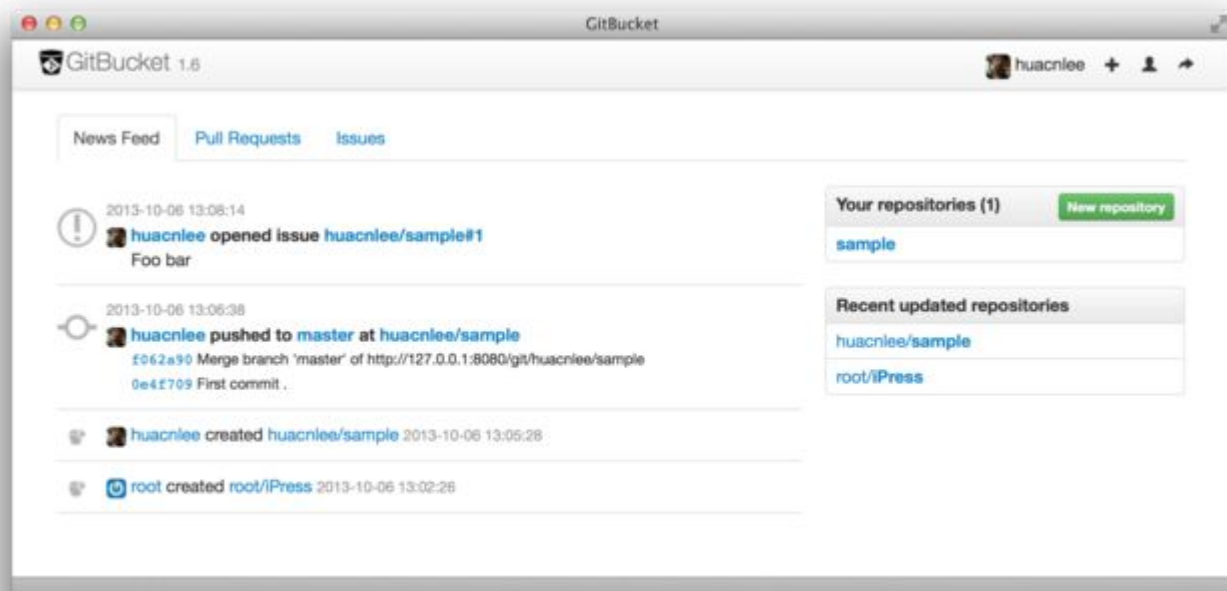 GitBucket
GitBucket 1.6
huacnlee
News Feed Pull Requests Issues
2013-10-06 13:08:14
huacnlee opened issue huacnlee/sample#1
Foo bar
2013-10-06 13:06:38
huacnlee pushed to master at huacnlee/sample
f062a90 Merge branch 'master' of http://127.0.0.1:8080/git/huacnlee/sample
0e4f709 First commit .
huacnlee created huacnlee/sample 2013-10-06 13:05:28
root created root/iPress 2013-10-06 13:02:26
Your repositories (1) New repository
sample
Recent updated repositories
huacnlee/sample
root/iPress